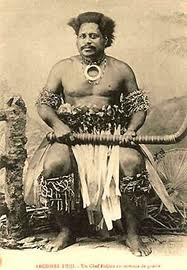 ARCHIPEL FIDJI. — Un Chef Fidjien en costume de guerre